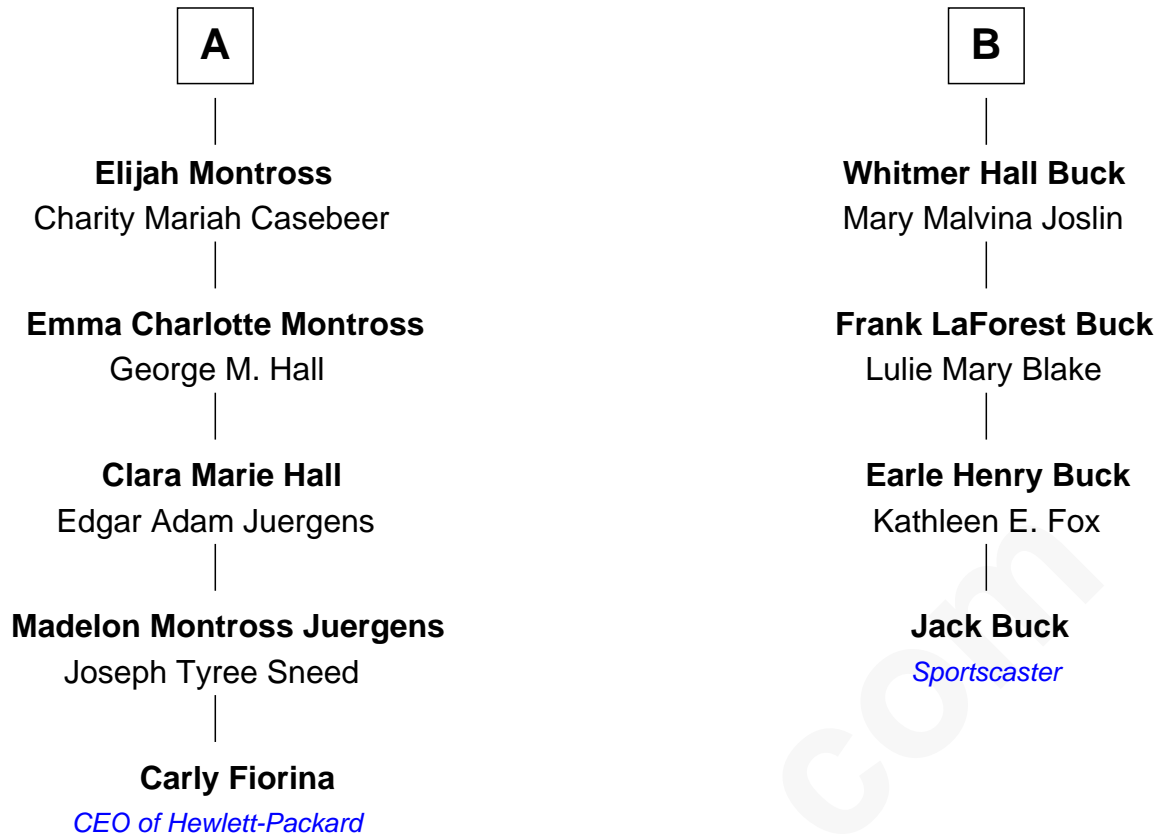 A
Elijah Montross
Charity Mariah Casebeer
Emma Charlotte Montross
George M. Hall
Clara Marie Hall
Edgar Adam Juergens
Madelon Montross Juergens
Joseph Tyree Sneed
Carly Fiorina
CEO of Hewlett-Packard
B
Whitmer Hall Buck
Mary Malvina Joslin
Frank LaForest Buck
Lulie Mary Blake
Earle Henry Buck
Kathleen E. Fox
Jack Buck
Sportscaster
com